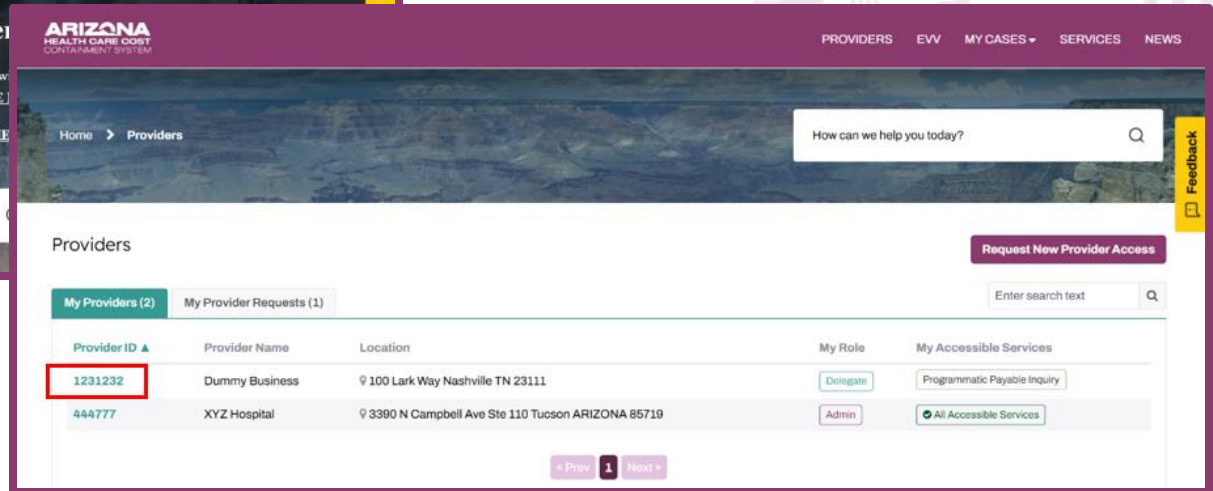 ARIZONA
HEALTH CARE COST
CONTAINMENT SYSTEM
PROVIDERS EVV MY CASES SERVICES NEWS
Home > Providers
How can we help you today?
Feedback
Providers
Request New Provider Access
My Providers (2) My Provider Requests (1)
Enter search text
Provider ID ▲ Provider Name Location My Role My Accessible Services
1231232 Dummy Business 100 Lark Way Nashville TN 23111 Delegate Programmatic Payable Inquiry
444777 XYZ Hospital 3390 N Campbell Ave Ste 110 Tucson ARIZONA 85719 Admin All Accessible Services
« Prev 1 Next »